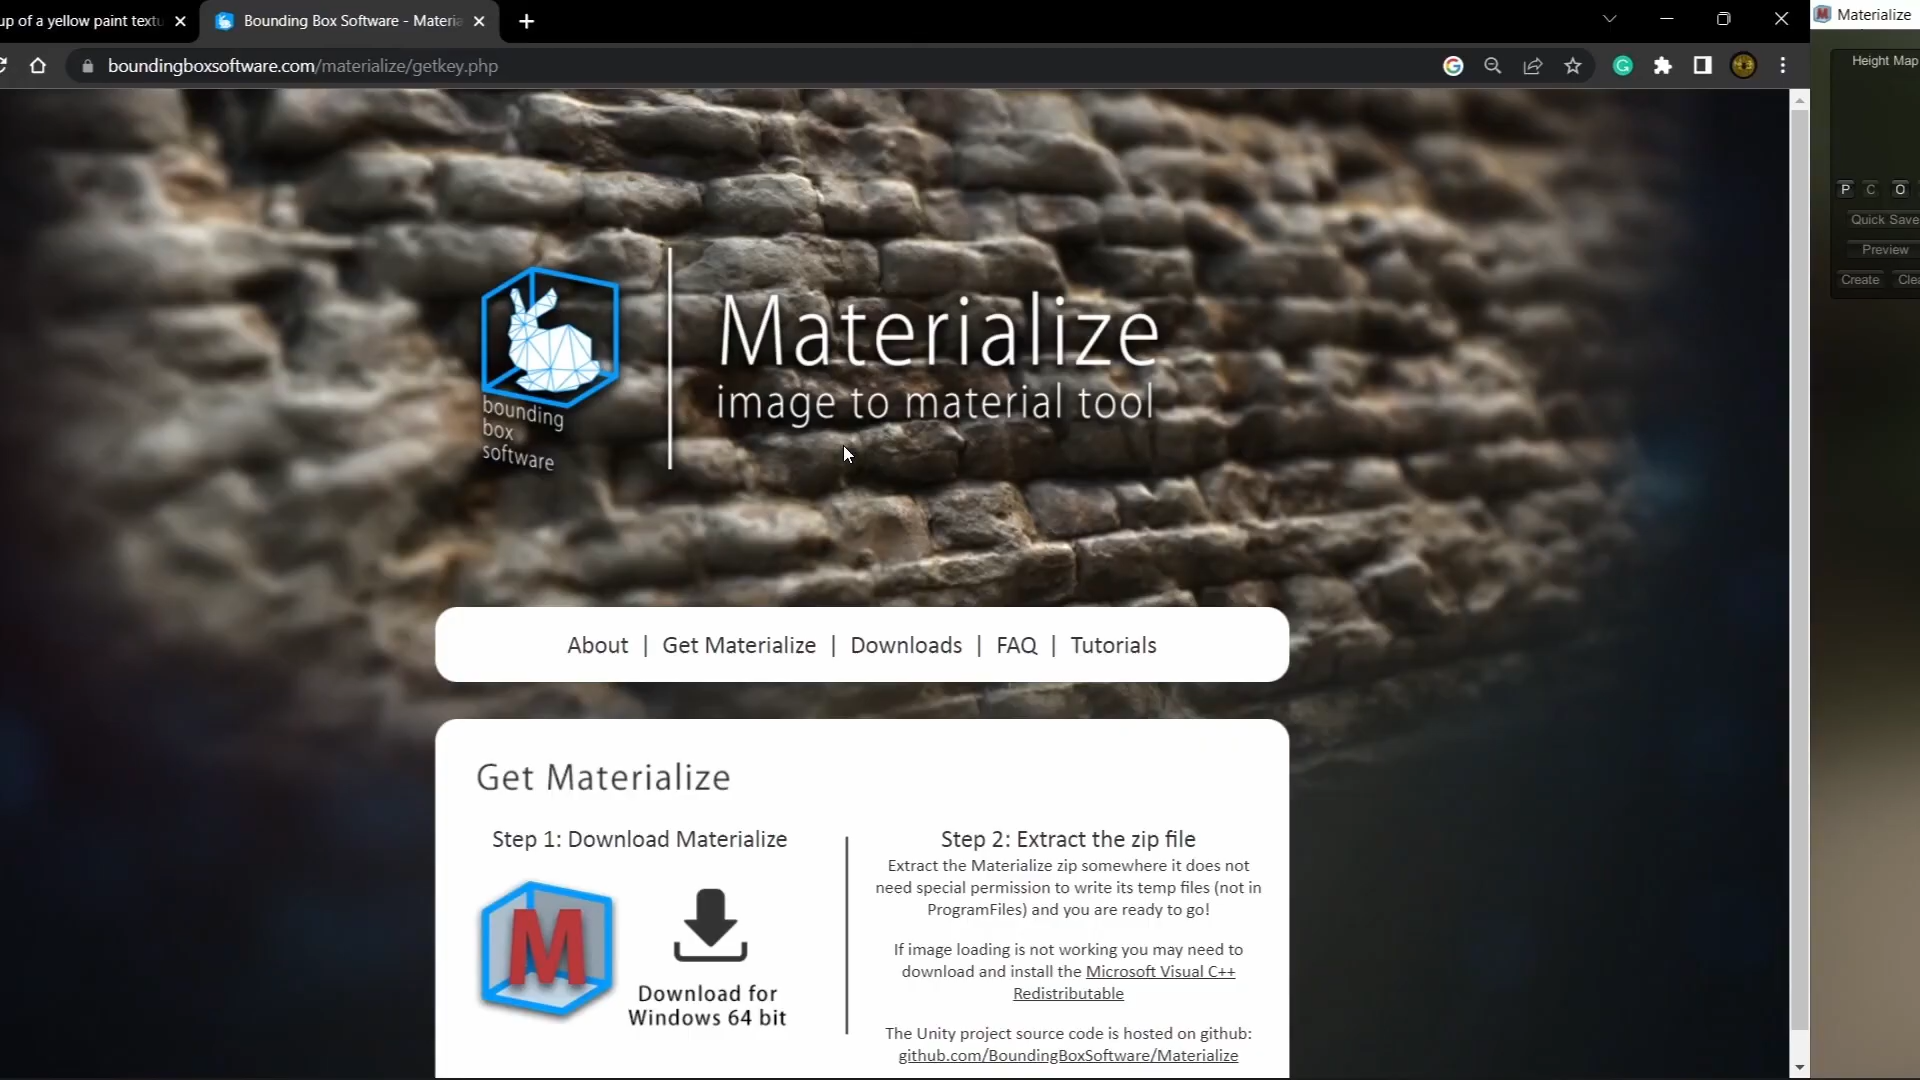 up of a yellow paint textu
Bounding Box Software - Materia
Materialize
boundingboxsoftware.com/materialize/getkey.php
Height Map
P C O
Quick Save
Preview
Create Clea
bounding
box
software
Materialize
image to material tool
About | Get Materialize | Downloads | FAQ | Tutorials
Get Materialize
Step 1: Download Materialize
M
Download for
Windows 64 bit
Step 2: Extract the zip file
Extract the Materialize zip somewhere it does not
need special permission to write its temp files (not in
ProgramFiles) and you are ready to go!
If image loading is not working you may need to
download and install the Microsoft Visual C++
Redistributable
The Unity project source code is hosted on github:
github.com/BoundingBoxSoftware/Materialize